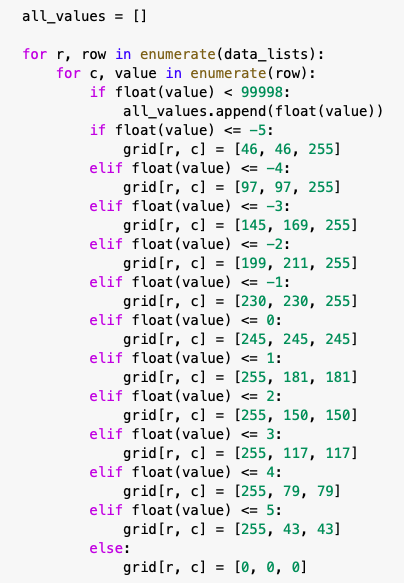 all_values = []

for r, row in enumerate(data_lists):
    for c, value in enumerate(row):
        if float(value) < 99998:
            all_values.append(float(value))
        if float(value) <= -5:
            grid[r, c] = [46, 46, 255]
        elif float(value) <= -4:
            grid[r, c] = [97, 97, 255]
        elif float(value) <= -3:
            grid[r, c] = [145, 169, 255]
        elif float(value) <= -2:
            grid[r, c] = [199, 211, 255]
        elif float(value) <= -1:
            grid[r, c] = [230, 230, 255]
        elif float(value) <= 0:
            grid[r, c] = [245, 245, 245]
        elif float(value) <= 1:
            grid[r, c] = [255, 181, 181]
        elif float(value) <= 2:
            grid[r, c] = [255, 150, 150]
        elif float(value) <= 3:
            grid[r, c] = [255, 117, 117]
        elif float(value) <= 4:
            grid[r, c] = [255, 79, 79]
        elif float(value) <= 5:
            grid[r, c] = [255, 43, 43]
        else:
            grid[r, c] = [0, 0, 0]